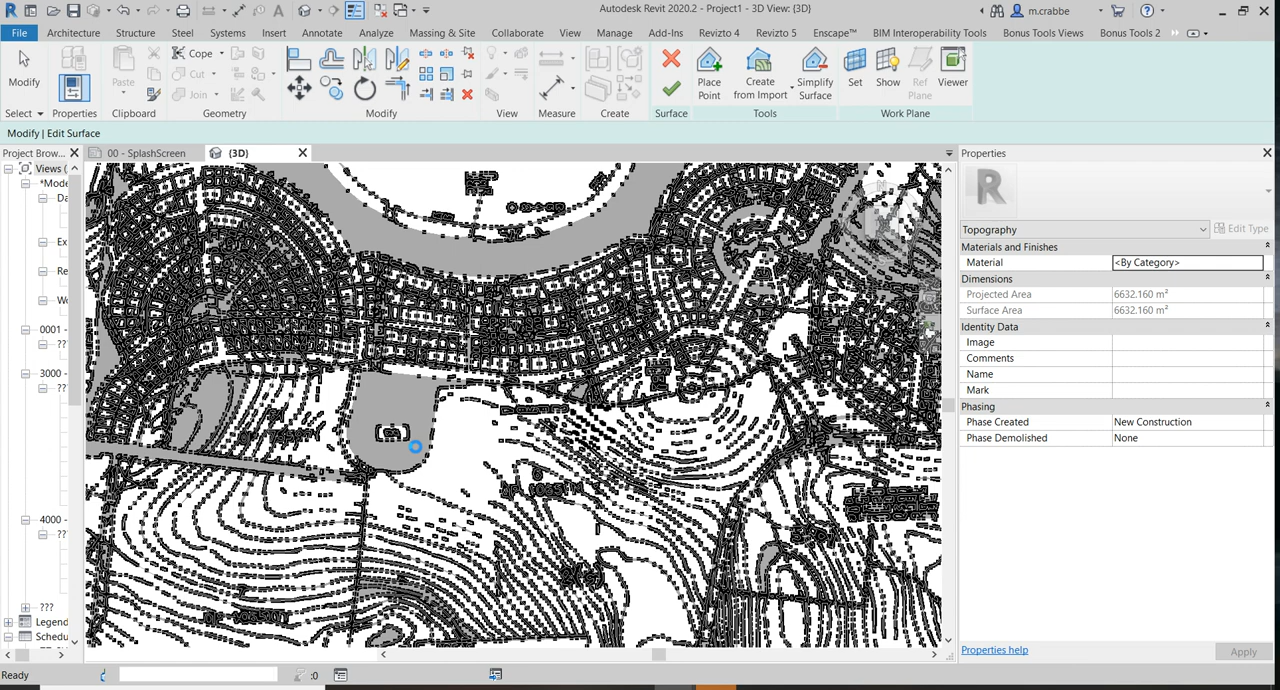 Autodesk Revit 2020.2 - Project1 - 3D View: {3D}
m.crabbe
File Architecture Structure Steel Systems Insert Annotate Analyze Massing & Site Collaborate View Manage Add-Ins Revizto 4 Revizto 5 Enscape™ BIM Interoperability Tools Bonus Tools Views Bonus Tools 2
Modify
Paste
Cope
Cut
Join
Place Point
Create from Import
Simplify Surface
Set
Show
Ref Plane
Viewer
Select Properties Clipboard Geometry Modify View Measure Create Surface Tools Work Plane
Modify | Edit Surface
Project Brow...
00 - SplashScreen
{3D}
Properties
Views (
*Mode
Da
Ex
Re
Wo
0001 -
??
3000 -
??
4000 -
??
???
Legend
Schedu
Topography
Edit Type
Materials and Finishes
Material <By Category>
Dimensions
Projected Area 6632.160 m²
Surface Area 6632.160 m²
Identity Data
Image
Comments
Name
Mark
Phasing
Phase Created New Construction
Phase Demolished None
Properties help
Apply
Ready
:0